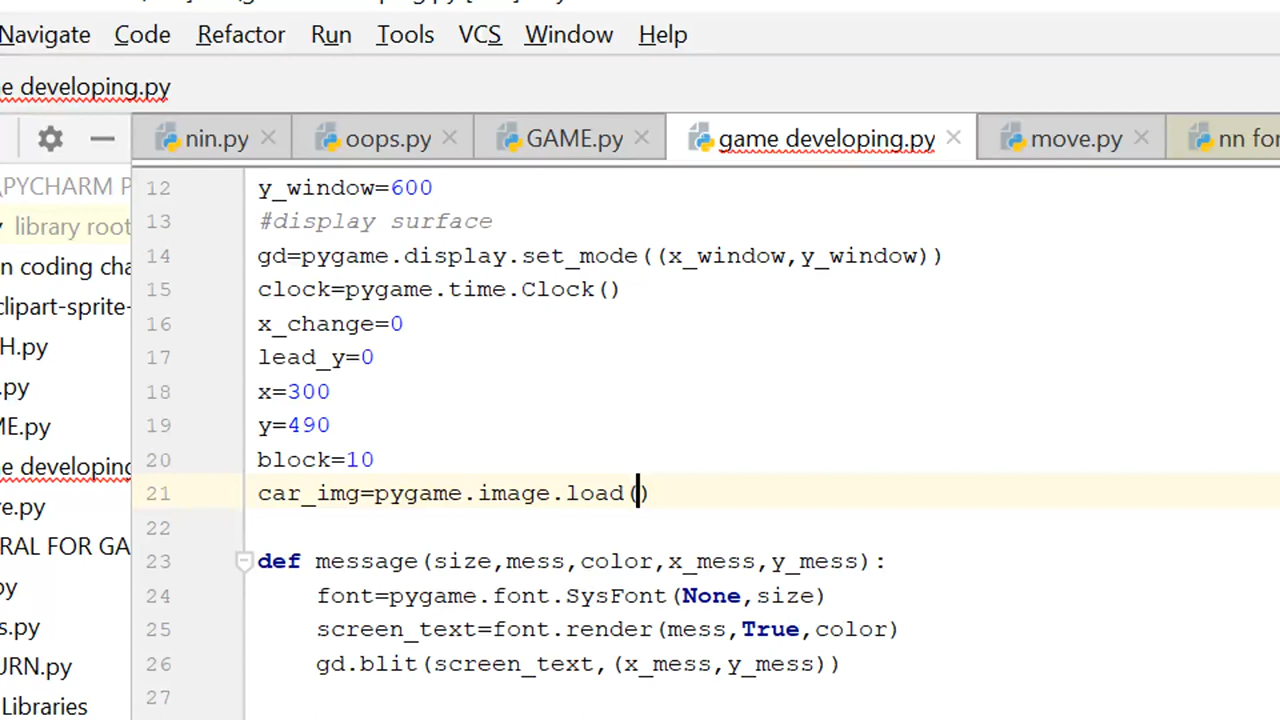 Navigate Code Refactor Run Tools VCS Window Help
e developing.py
nin.py oops.py GAME.py game developing.py move.py nn for
\PYCHARM P
library root
n coding cha
clipart-sprite-
H.py
.py
ME.py
e developing
ve.py
RAL FOR GA
py
s.py
URN.py
Libraries
12 y_window=600
13 #display surface
14 gd=pygame.display.set_mode((x_window,y_window))
15 clock=pygame.time.Clock()
16 x_change=0
17 lead_y=0
18 x=300
19 y=490
20 block=10
21 car_img=pygame.image.load()
22
23 def message(size,mess,color,x_mess,y_mess):
24 font=pygame.font.SysFont(None,size)
25 screen_text=font.render(mess,True,color)
26 gd.blit(screen_text,(x_mess,y_mess))
27